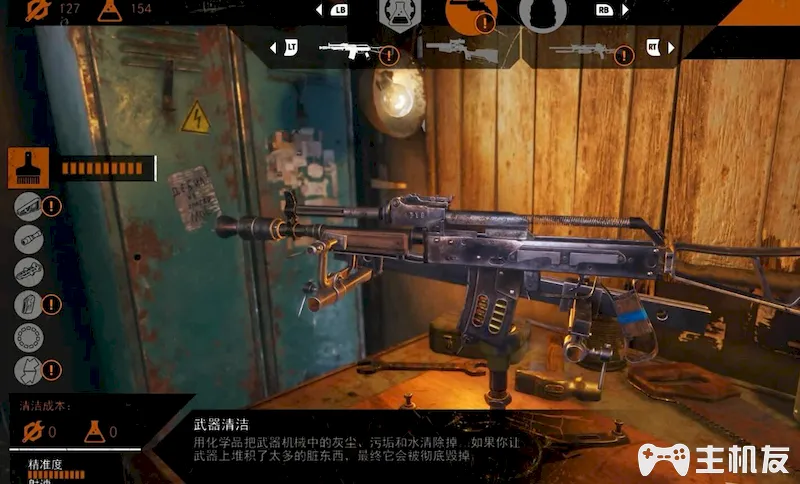 127 154 LB RB
LT RT
清洁成本:
0 0
精准度
射速
武器清洁
用化学品把武器机械中的灰尘、污垢和水清除掉...如果你让
武器上堆积了太多的脏东西，最终它会被彻底毁掉。
主机友